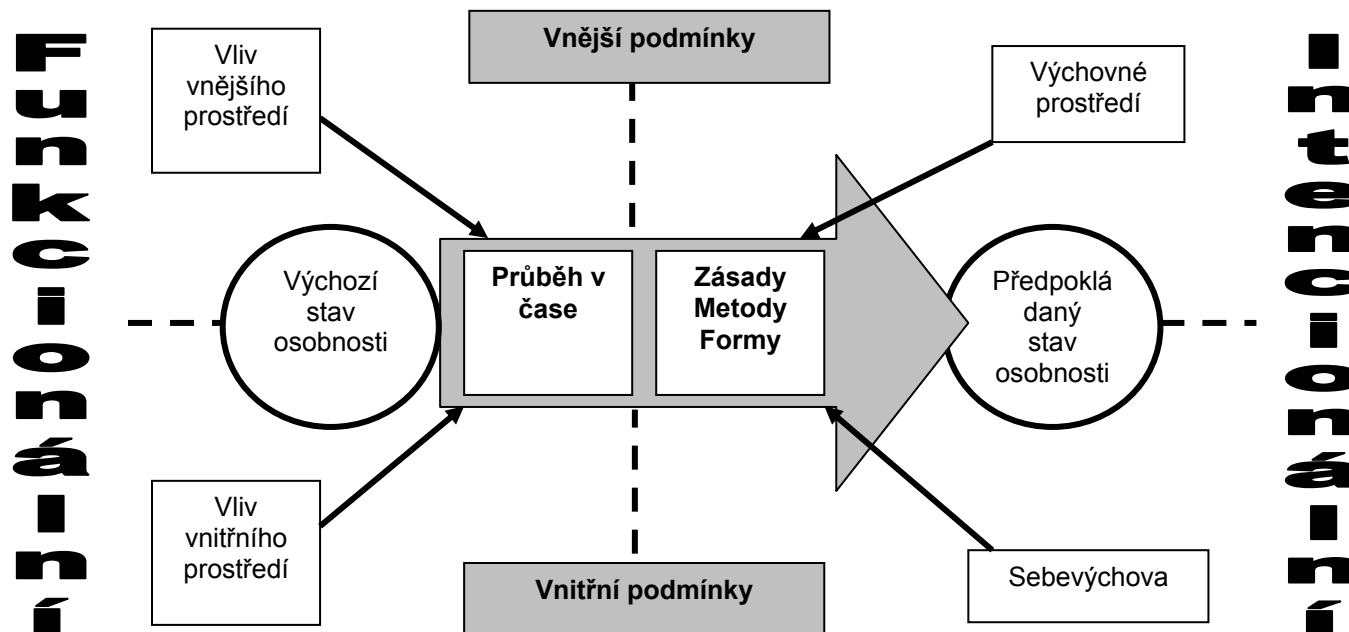 Funkcionální
Vliv
vnějšího
prostředí
Vnější podmínky
Výchovné
prostředí
Intencionální
Výchozí
stav
osobnosti
Průběh v
čase
Zásady
Metody
Formy
Předpoklá
daný
stav
osobnosti
Vliv
vnitřního
prostředí
Vnitřní podmínky
Sebevýchova